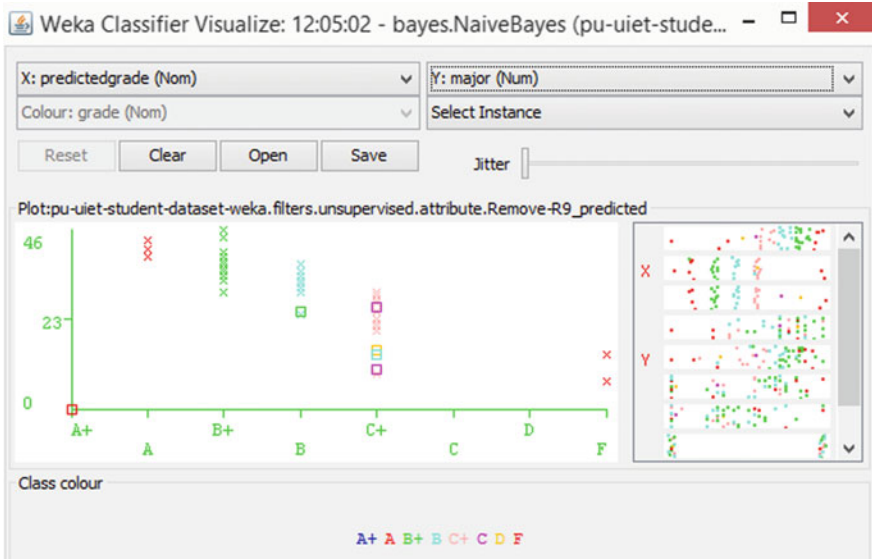 Weka Classifier Visualize: 12:05:02 - bayes.NaiveBayes (pu-uiet-stude...
X: predictedgrade (Nom)
Y: major (Num)
Colour: grade (Nom)
Select Instance
Reset
Clear
Open
Save
Jitter
Plot:pu-uiet-student-dataset-weka.filters.unsupervised.attribute.Remove-R9_predicted
46
23
0
A+
A
B+
B
C+
C
D
F
X
Y
Class colour
A+ A B+ B C+ C D F